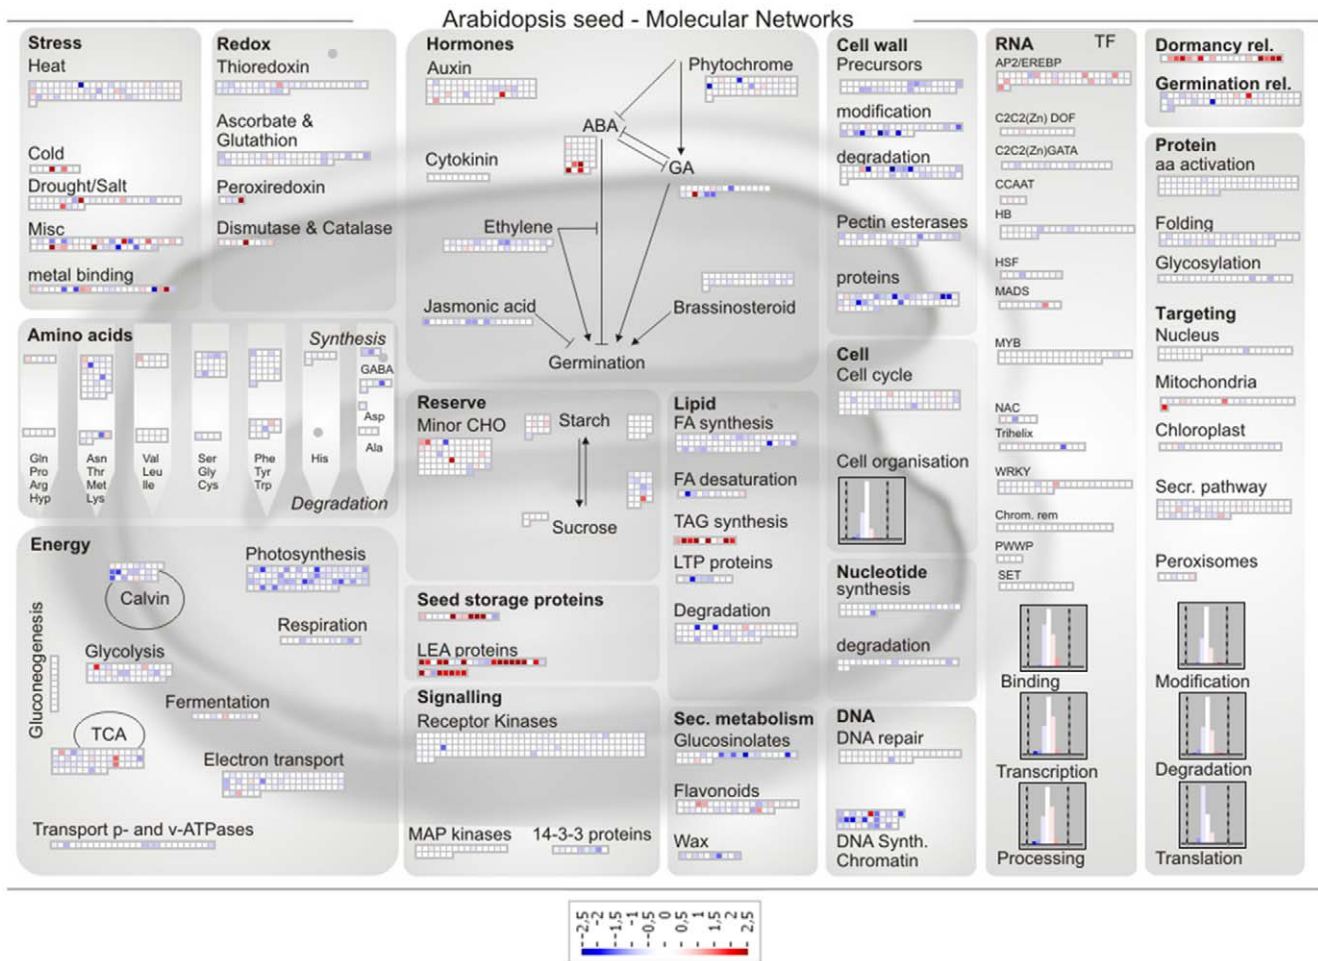 Arabidopsis seed - Molecular Networks
Stress
Heat
Cold
Drought/Salt
Misc
metal binding
Redox
Thioredoxin
Ascorbate &
Glutathion
Peroxiredoxin
Dismutase & Catalase
Hormones
Auxin
Phytochrome
ABA
Cytokinin
GA
Ethylene
Jasmonic acid
Brassinosteroid
Germination
Cell wall
Precursors
modification
degradation
Pectin esterases
proteins
RNA
TF
AP2/EREBP
C2C2(Zn) DOF
C2C2(Zn)GATA
CCAAT
HB
HSF
MADS
MYB
NAC
Trihelix
WRKY
Chrom. rem
PWWP
SET
Binding
Transcription
Processing
Dormancy rel.
Germination rel.
Protein
aa activation
Folding
Glycosylation
Targeting
Nucleus
Mitochondria
Chloroplast
Secr. pathway
Peroxisomes
Modification
Degradation
Translation
Amino acids
Synthesis
GABA
Asp
Ala
Gln
Pro
Arg
Hyp
Asn
Thr
Met
Lys
Val
Leu
Ile
Ser
Gly
Cys
Phe
Tyr
Trp
His
Degradation
Reserve
Minor CHO
Starch
Sucrose
Lipid
FA synthesis
FA desaturation
TAG synthesis
LTP proteins
Degradation
Cell
Cell cycle
Cell organisation
Nucleotide
synthesis
degradation
Energy
Photosynthesis
Calvin
Respiration
Gluconeogenesis
Glycolysis
Fermentation
TCA
Electron transport
Transport p- and v-ATPases
Seed storage proteins
LEA proteins
Signalling
Receptor Kinases
MAP kinases
14-3-3 proteins
Sec. metabolism
Glucosinolates
Flavonoids
Wax
DNA
DNA repair
DNA Synth.
Chromatin
-2,5
-2
-1,5
-1
-0,5
0
0,5
1
1,5
2
2,5